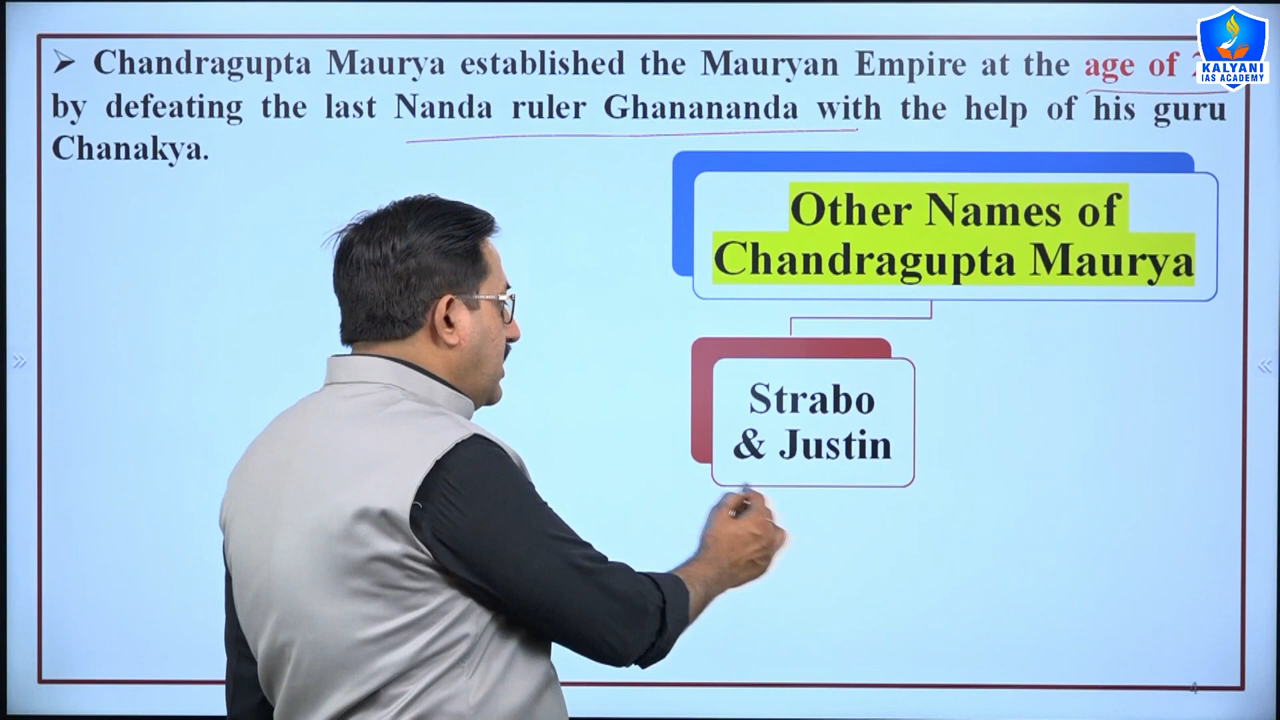 ➤ Chandragupta Maurya established the Mauryan Empire at the age of
by defeating the last Nanda ruler Ghanananda with the help of his guru
Chanakya.
Other Names of
Chandragupta Maurya
Strabo
& Justin
KALYANI
IAS ACADEMY
4